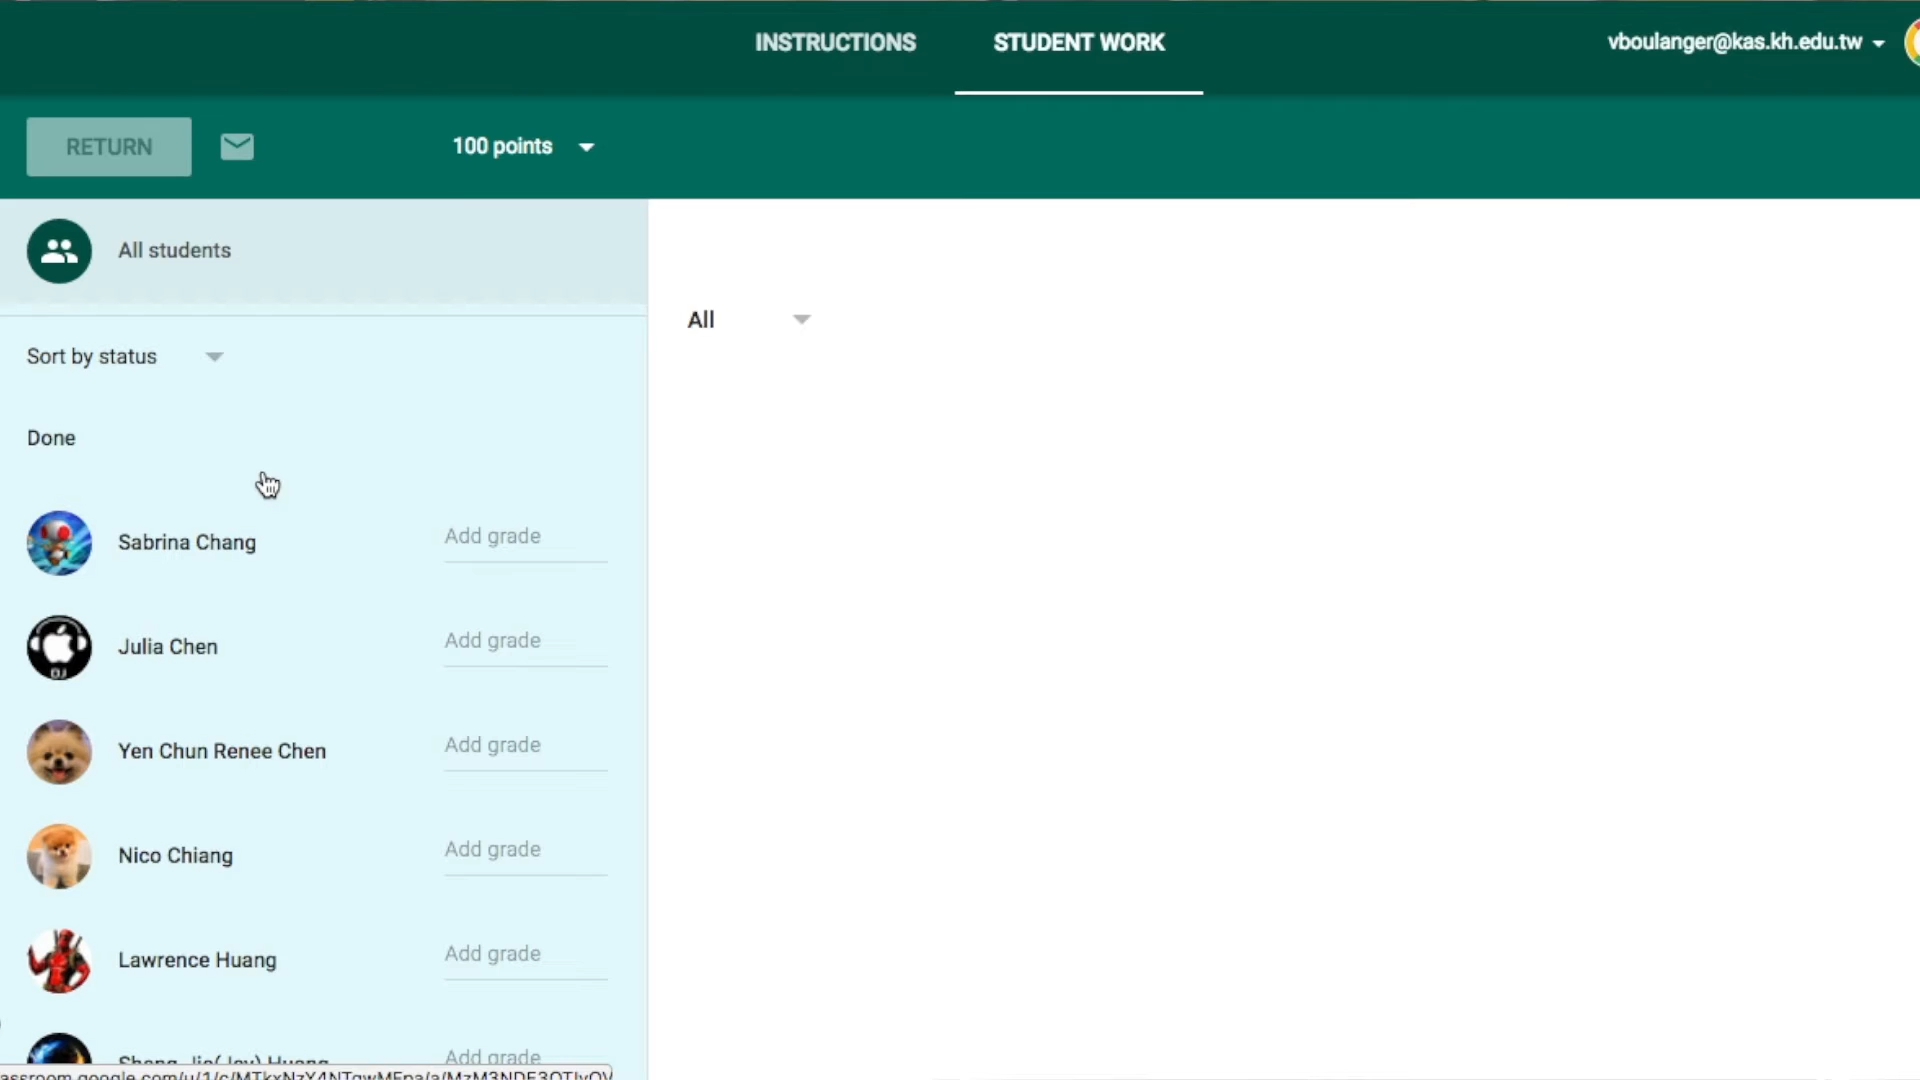 INSTRUCTIONS
STUDENT WORK
vboulanger@kas.kh.edu.tw
RETURN
100 points
All students
All
Sort by status
Done
Sabrina Chang
Add grade
Julia Chen
Add grade
DJ
Yen Chun Renee Chen
Add grade
Nico Chiang
Add grade
Lawrence Huang
Add grade
Huang
Add grade